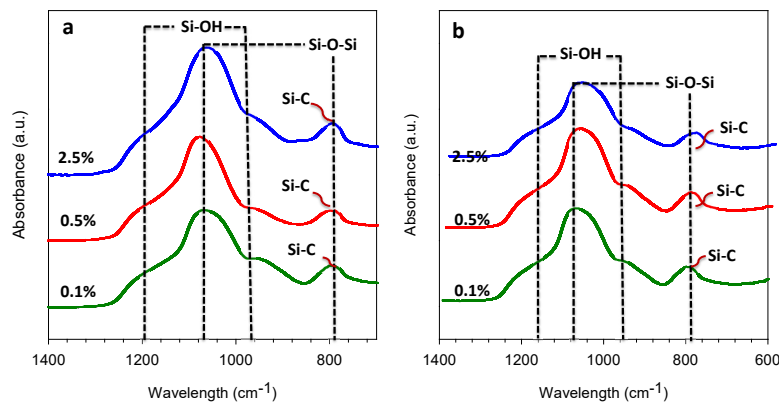 a
Si-OH
Si-O-Si
Si-C
2.5%
Si-C
0.5%
Si-C
0.1%
Absorbance (a.u.)
1400 1200 1000 800
Wavelength (cm-1)
b
Si-OH
Si-O-Si
Si-C
2.5%
Si-C
0.5%
Si-C
0.1%
Absorbance (a.u.)
1400 1200 1000 800 600
Wavelength (cm-1)